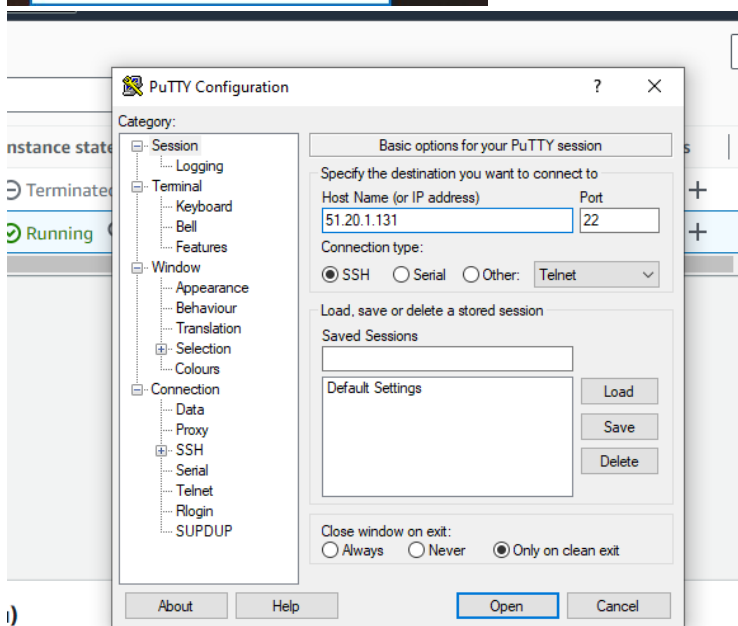 PuTTY Configuration
?
Category:
Session
Logging
Terminal
Keyboard
Bell
Features
Window
Appearance
Behaviour
Translation
Selection
Colours
Connection
Data
Proxy
SSH
Serial
Telnet
Rlogin
SUPDUP
Basic options for your PuTTY session
Specify the destination you want to connect to
Host Name (or IP address) Port
51.20.1.131 22
Connection type:
SSH Serial Other: Telnet
Load, save or delete a stored session
Saved Sessions
Default Settings
Load
Save
Delete
Close window on exit:
Always Never Only on clean exit
About Help Open Cancel
nstance state
Terminated
Running
s
)